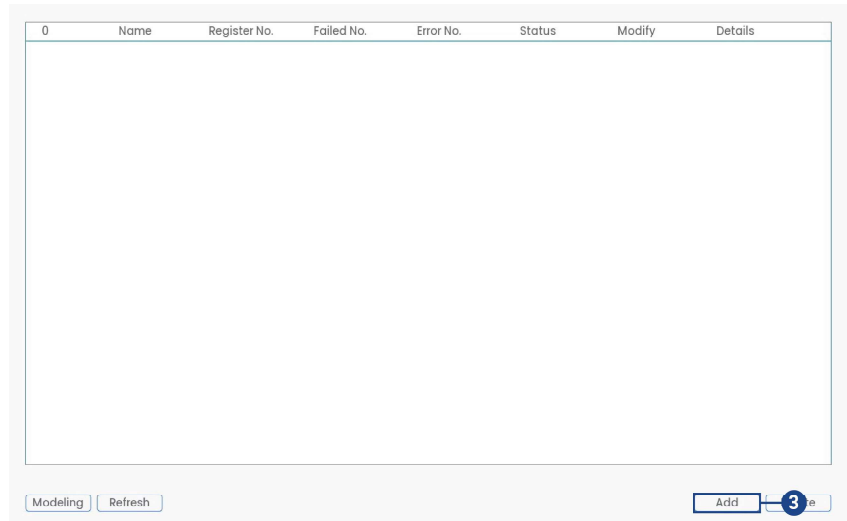 0 Name Register No. Failed No. Error No. Status Modify Details
Modeling Refresh Add 3